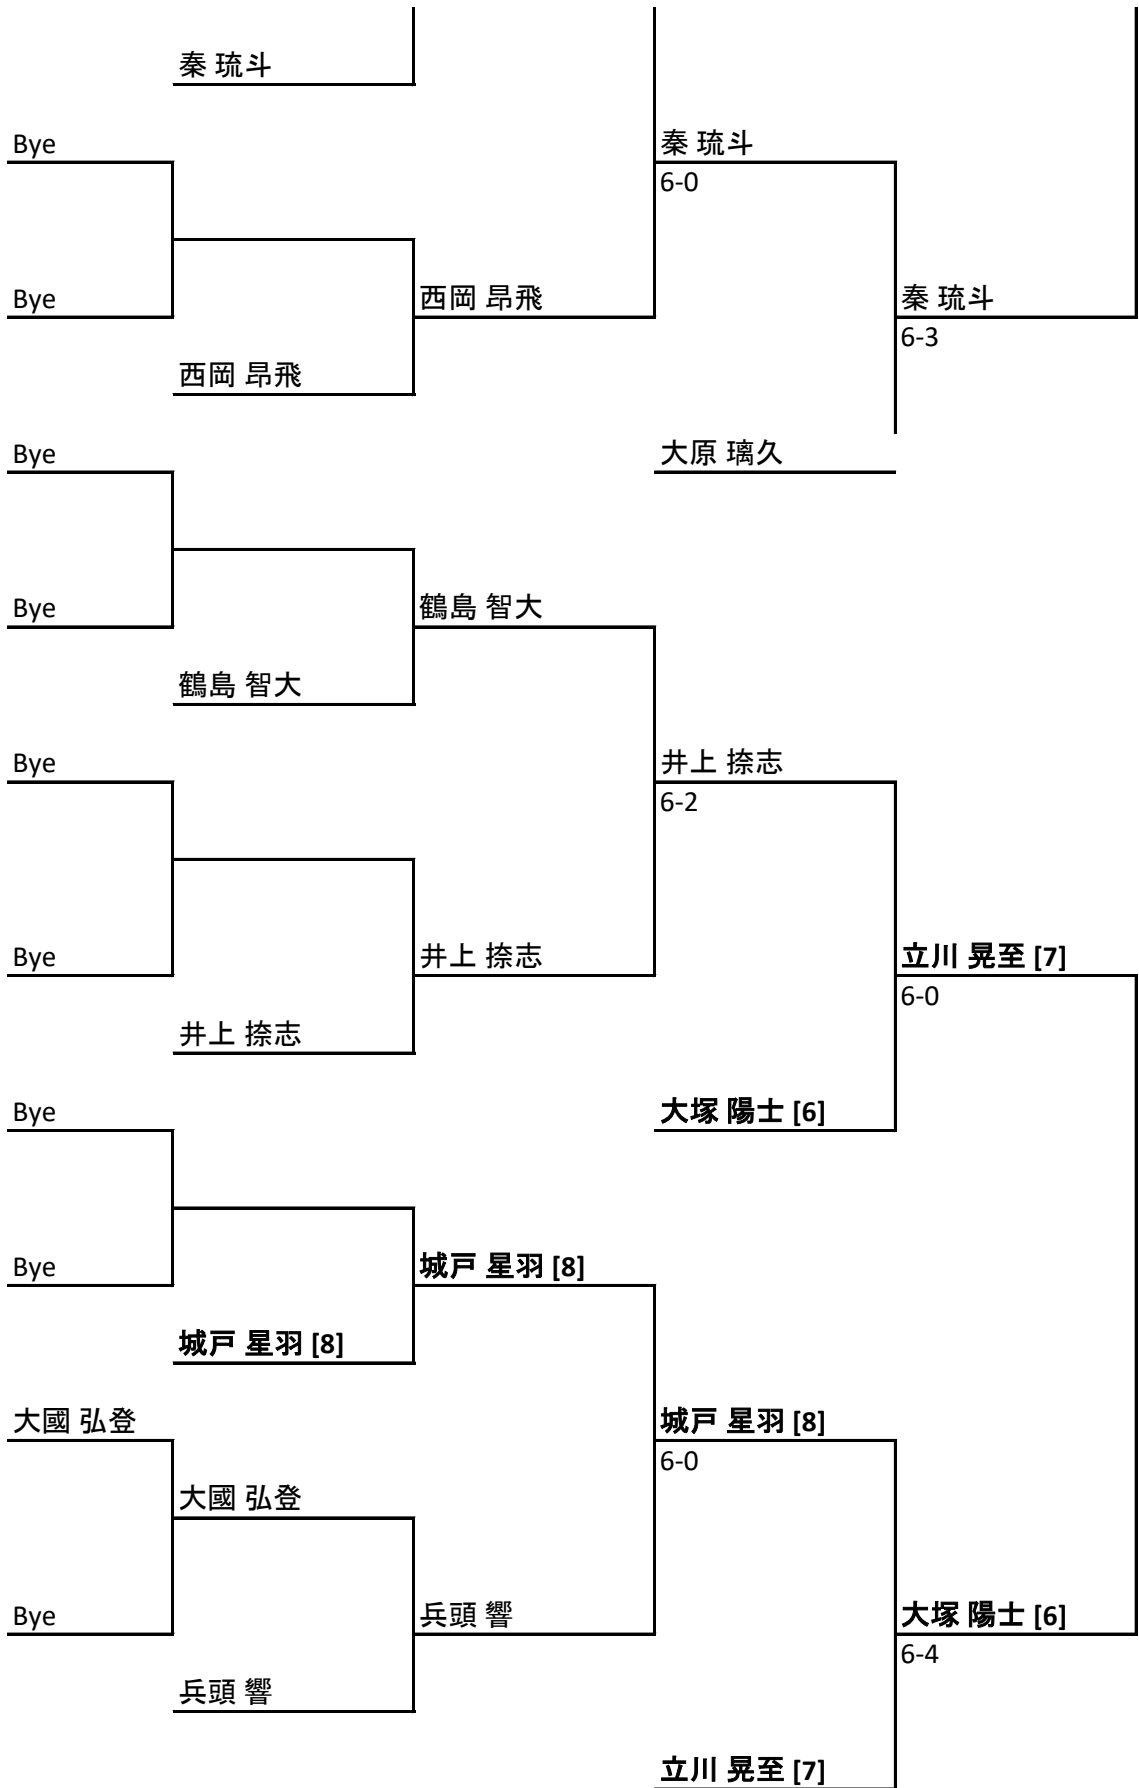 秦 琉斗
Bye
秦 琉斗
6-0
Bye
西岡 昂飛
秦 琉斗
6-3
西岡 昂飛
Bye
大原 璃久
Bye
鶴島 智大
鶴島 智大
Bye
井上 捺志
6-2
Bye
井上 捺志
立川 晃至 [7]
6-0
井上 捺志
Bye
大塚 陽士 [6]
Bye
城戸 星羽 [8]
城戸 星羽 [8]
大國 弘登
城戸 星羽 [8]
6-0
大國 弘登
Bye
兵頭 響
大塚 陽士 [6]
6-4
兵頭 響
立川 晃至 [7]